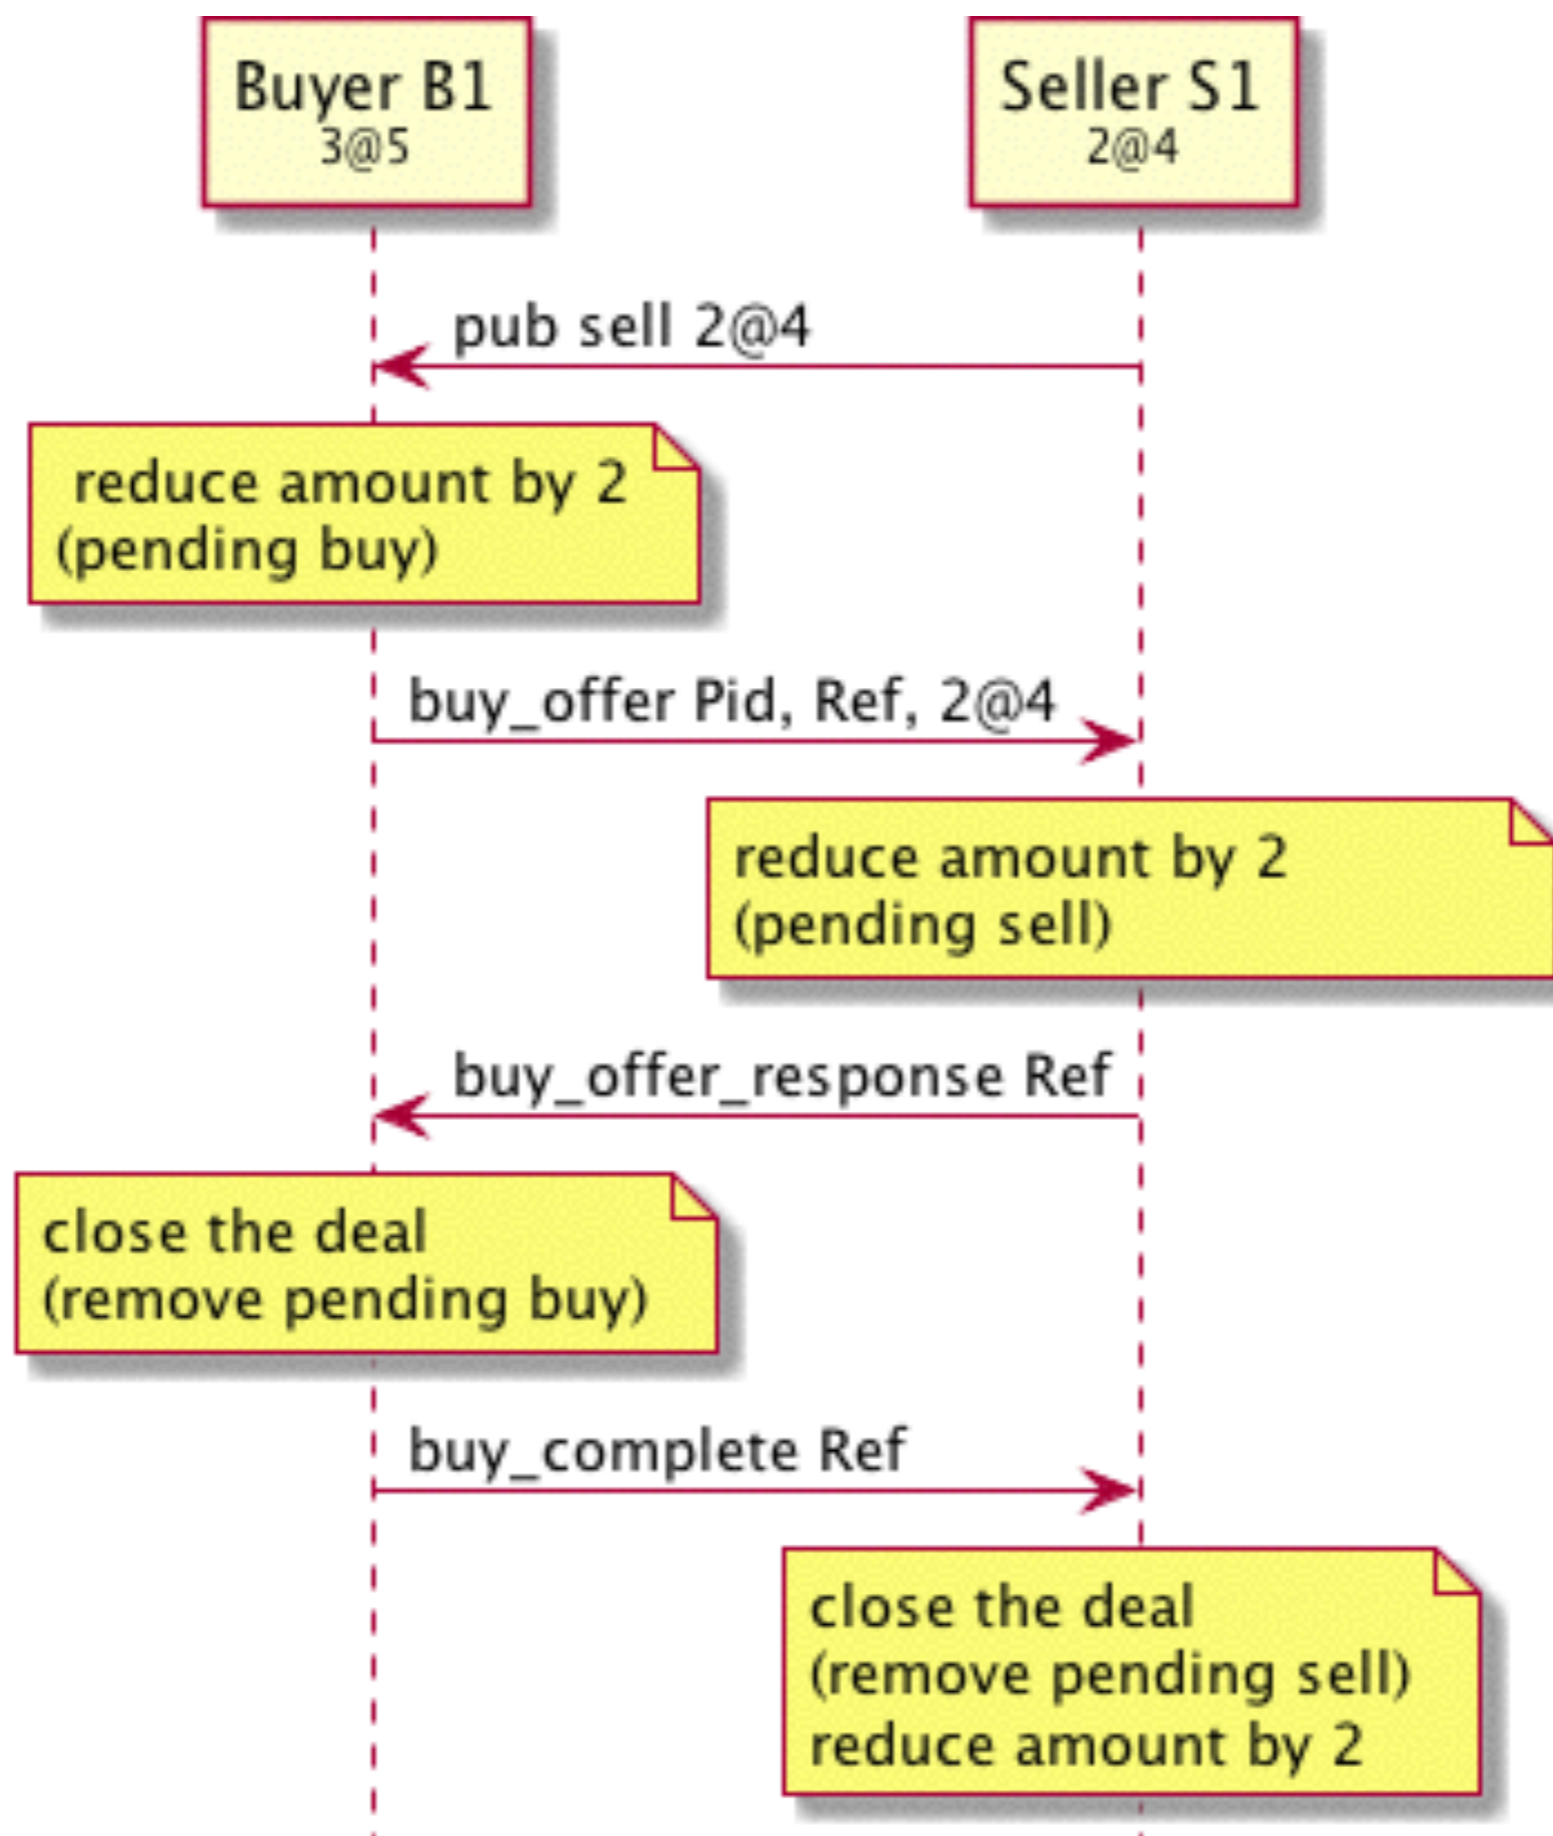 Buyer B1
3@5
Seller S1
2@4
pub sell 2@4
reduce amount by 2
(pending buy)
buy_offer Pid, Ref, 2@4
reduce amount by 2
(pending sell)
buy_offer_response Ref
close the deal
(remove pending buy)
buy_complete Ref
close the deal
(remove pending sell)
reduce amount by 2